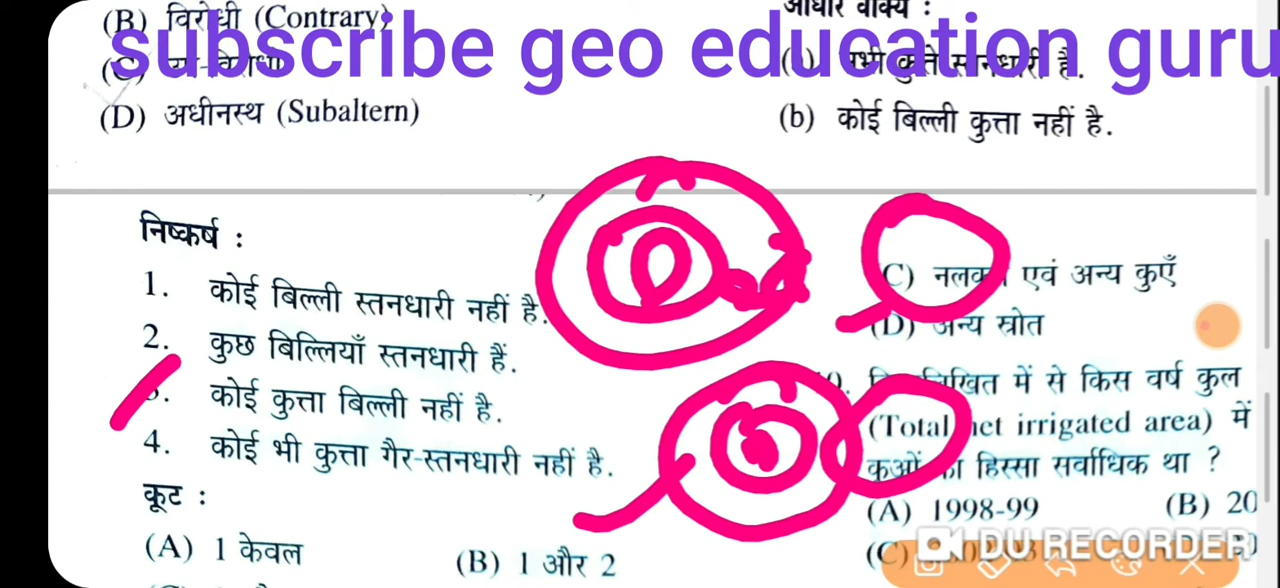 (B) विरोधी (Contrary)
subscribe geo education guru
(D) अधीनस्थ (Subaltern)
आधार वाक्य :
(b) कोई बिल्ली कुत्ता नहीं है.
निष्कर्ष :
1. कोई बिल्ली स्तनधारी नहीं है.
2. कुछ बिल्लियाँ स्तनधारी हैं.
कोई कुत्ता बिल्ली नहीं है.
4. कोई भी कुत्ता गैर-स्तनधारी नहीं है.
कूट :
(A) 1 केवल
(B) 1 और 2
C) एवं अन्य कुएँ
(D) अन्य स्रोत
में से किस वर्ष कुल
(Total net irrigated area) में
कुओं का हिस्सा सर्वाधिक था ?
(A) 1998-99
(B) 20
(C)
DU RECORDER